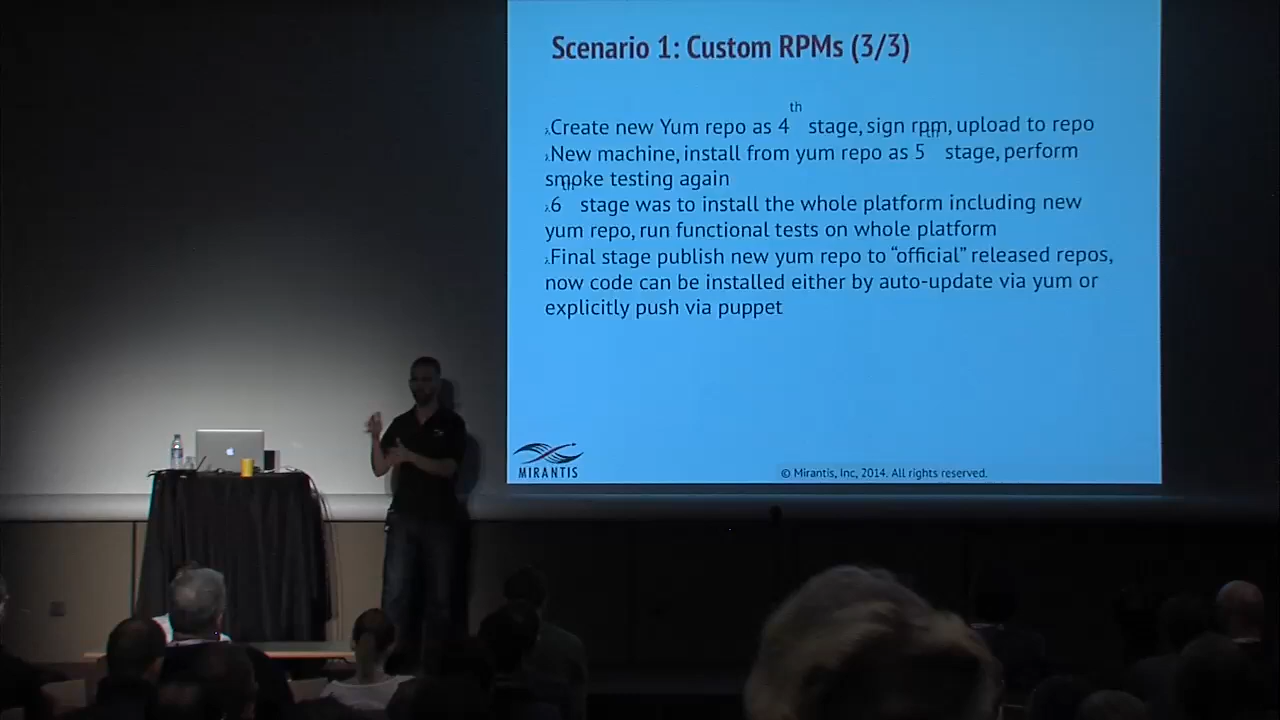 Scenario 1: Custom RPMs (3/3)
Create new Yum repo as 4th stage, sign rpm, upload to repo
New machine, install from yum repo as 5th stage, perform
smoke testing again
6th stage was to install the whole platform including new
yum repo, run functional tests on whole platform
Final stage publish new yum repo to “official” released repos,
now code can be installed either by auto-update via yum or
explicitly push via puppet
MIRANTIS
© Mirantis, Inc, 2014. All rights reserved.